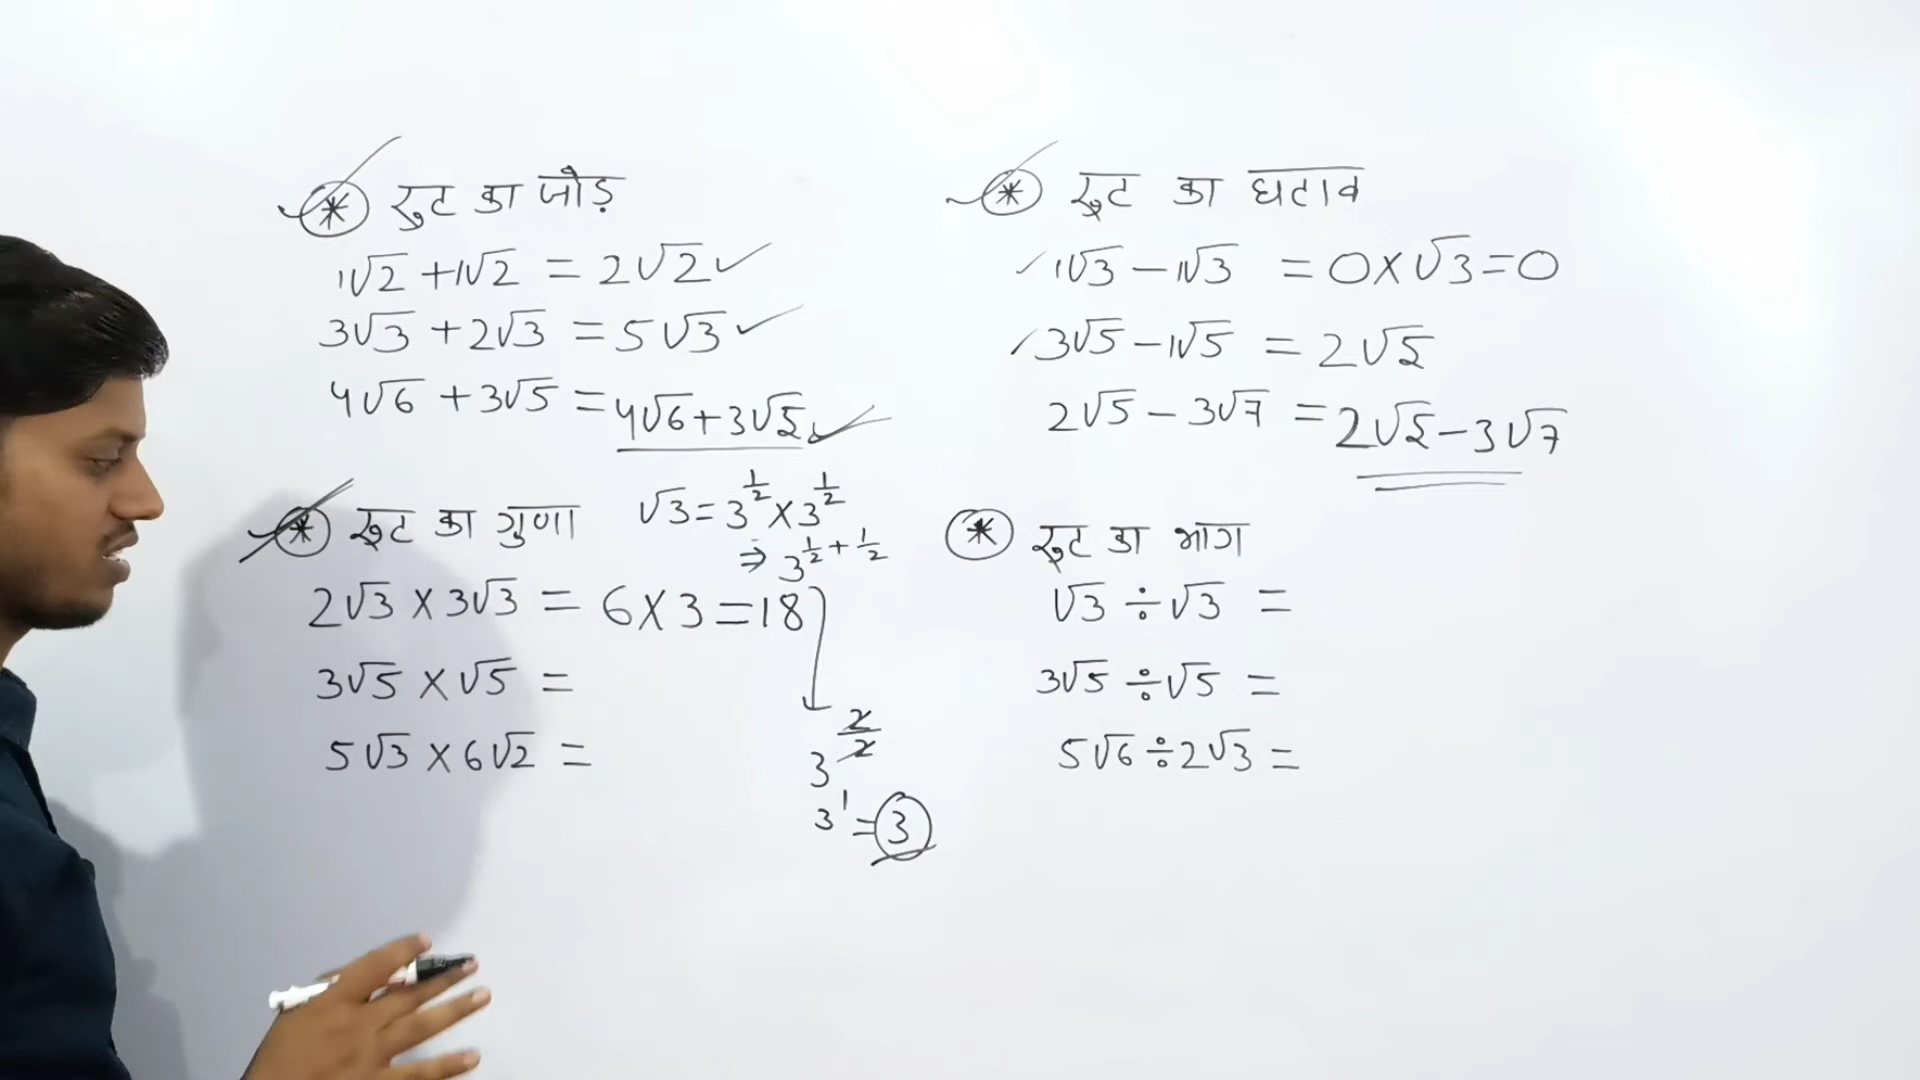 * रुट का जोड़
1√2 + 1√2 = 2√2 ✓
3√3 + 2√3 = 5√3 ✓
4√6 + 3√5 = 4√6 + 3√5 ✓
* रुट का घटाव
✓ 1√3 − 1√3 = 0×√3 = 0
✓ 3√5 − 1√5 = 2√5
2√5 − 3√7 = 2√5 − 3√7
* रुट का गुणा
√3 = 3^{1/2} × 3^{1/2}
⇒ 3^{1/2 + 1/2}
2√3 × 3√3 = 6 × 3 = 18
3√5 × √5 =
5√3 × 6√2 =
3^{2/2}
3^1 = 3
* रुट का भाग
√3 ÷ √3 =
3√5 ÷ √5 =
5√6 ÷ 2√3 =